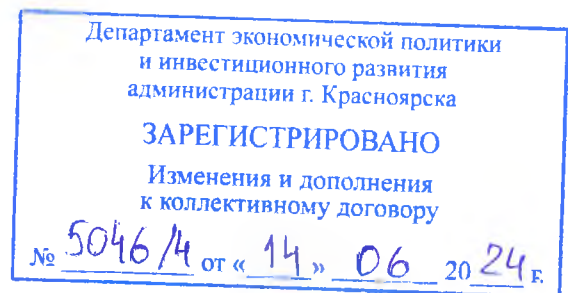 Департамент экономической политики
и инвестиционного развития
администрации г. Красноярска
ЗАРЕГИСТРИРОВАНО
Изменения и дополнения
к коллективному договору
№ 5046/4 от « 14 » 06 2024 г.